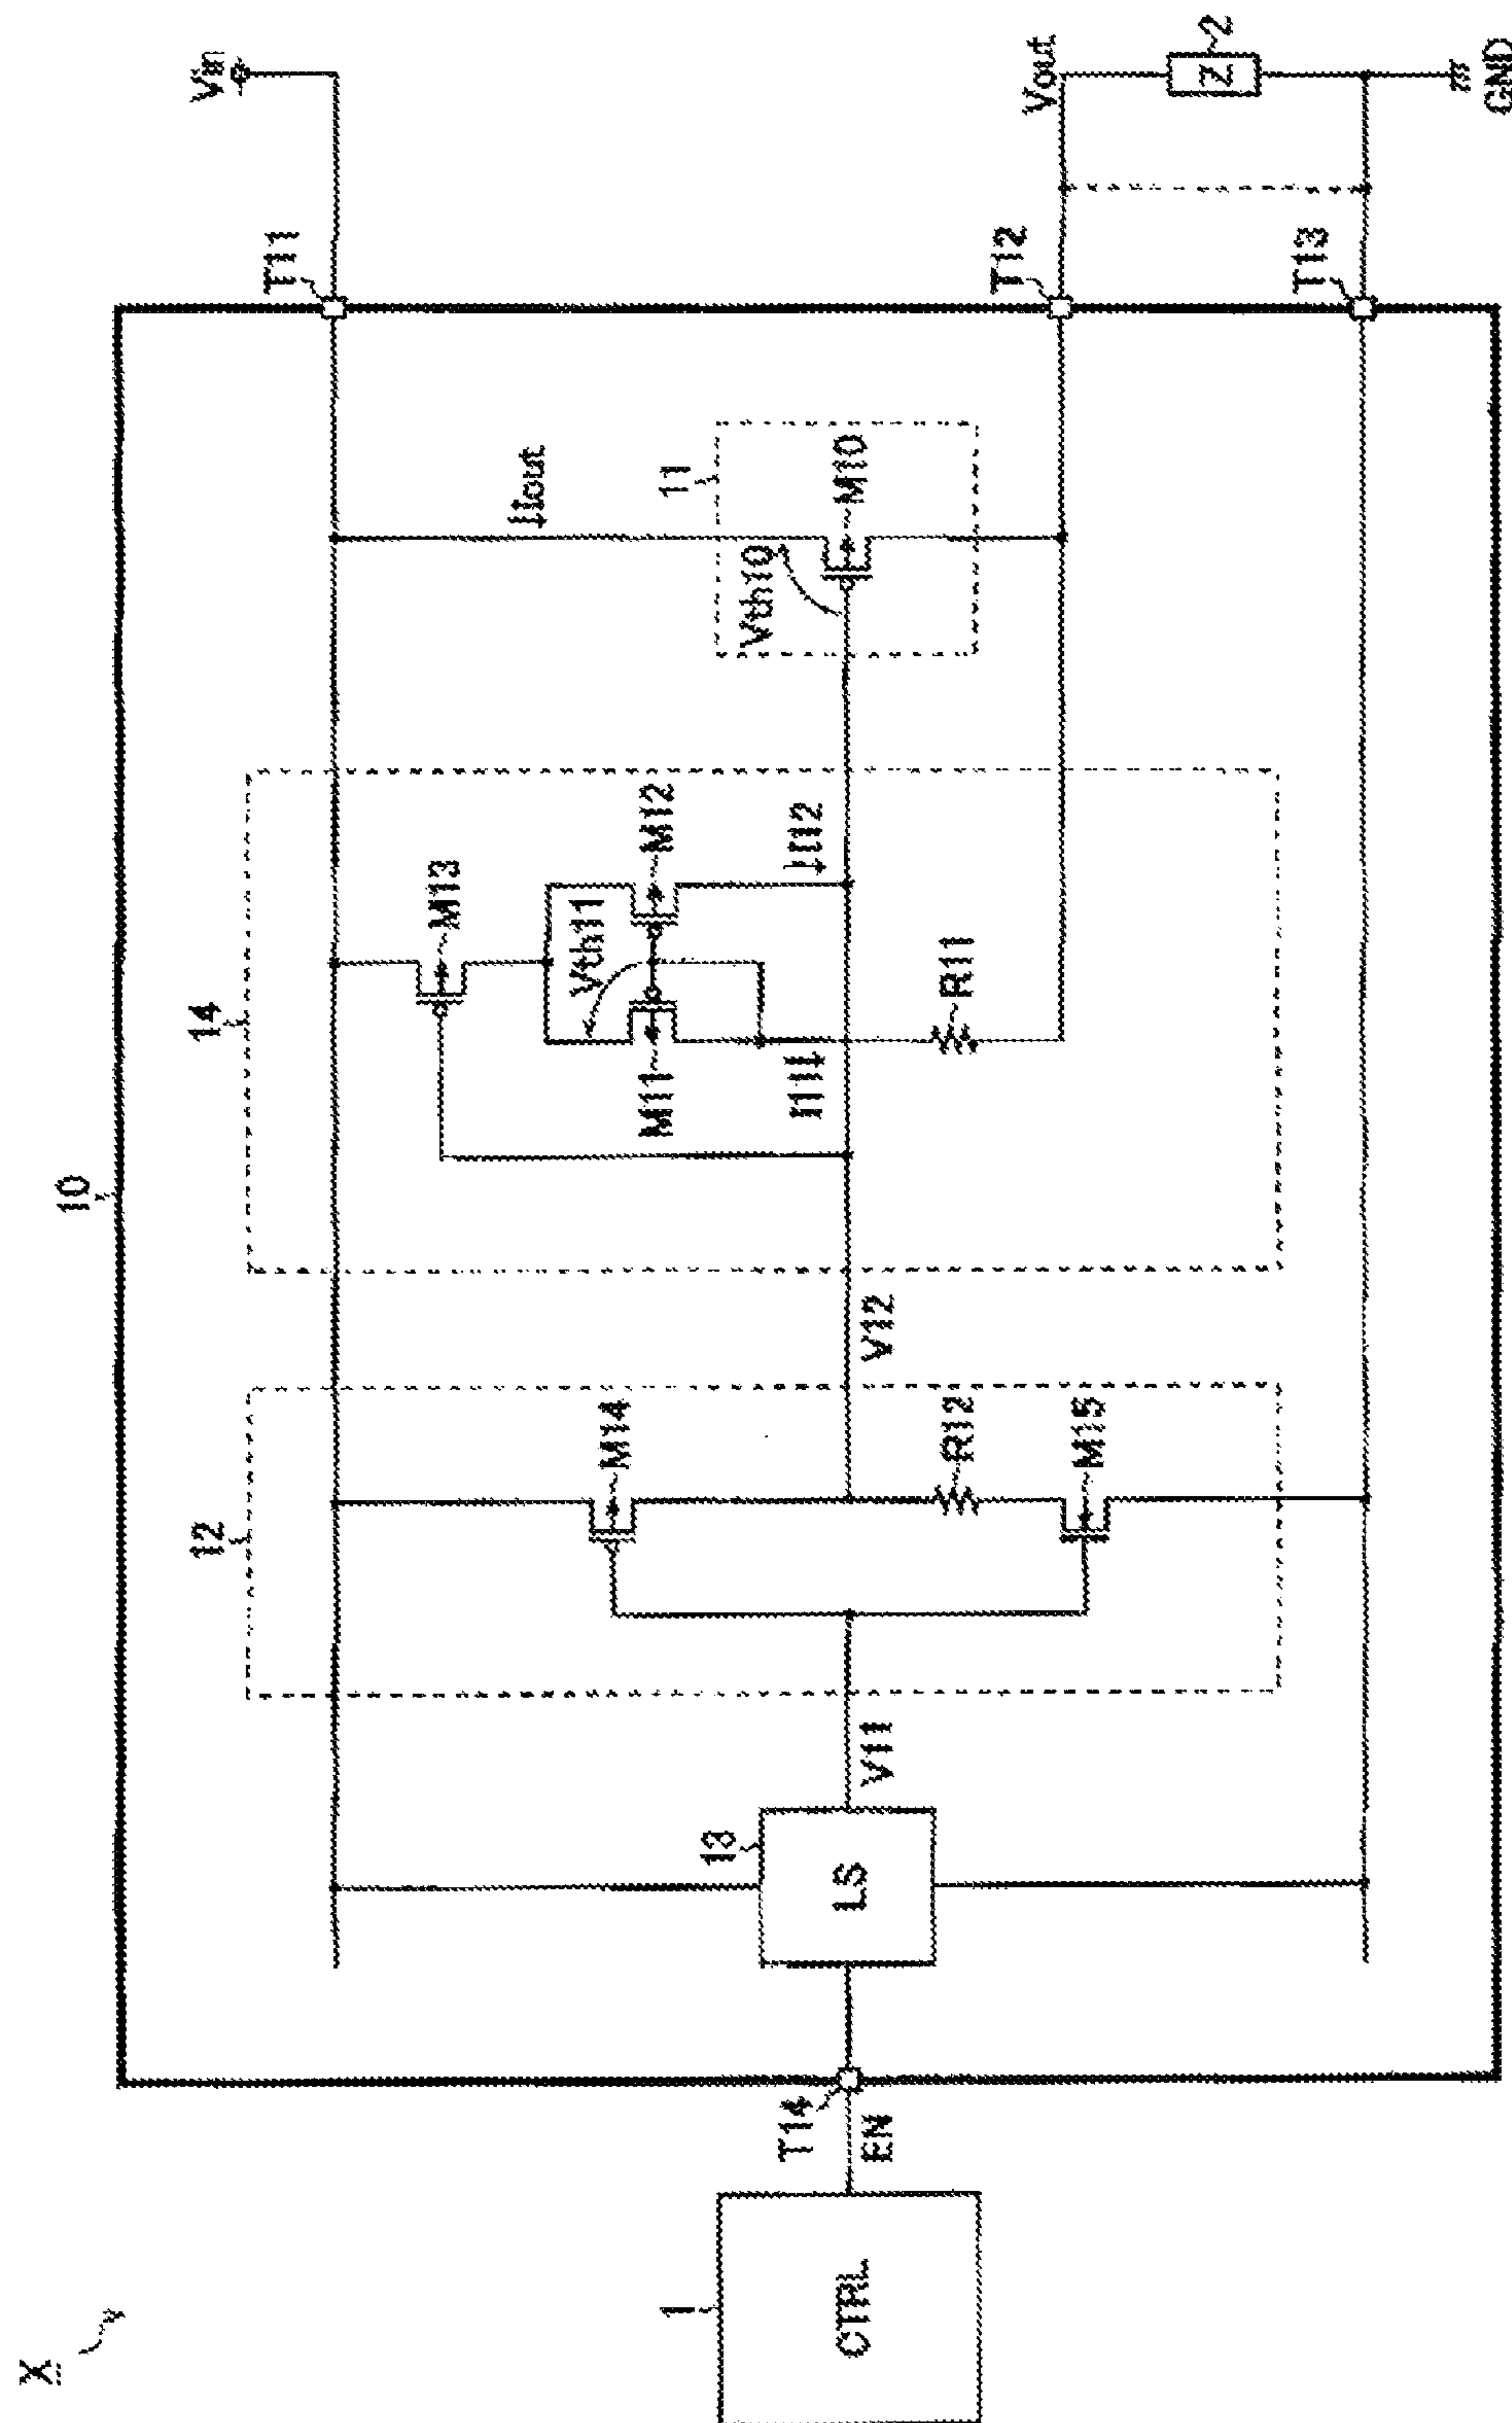 X
10
Vin
T11
12
14
M13
Iout
11
M14
M11
Vth11
M12
Vth10
M10
1
CTRL
T14
EN
13
LS
V11
V12
I11
I12
R12
R11
M15
T12
Vout
Z
2
T13
GND